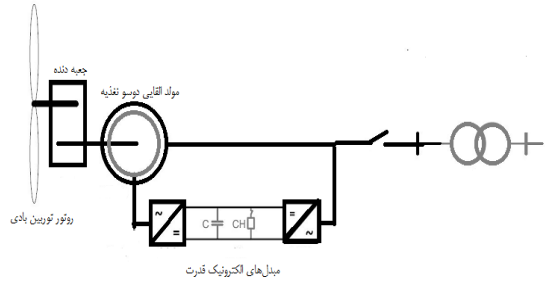 جعبه دنده
مولد القایی دوسو تغذیه
~
=
C
CH
=
~
روتور توربین بادی
مبدل‌های الکترونیک قدرت